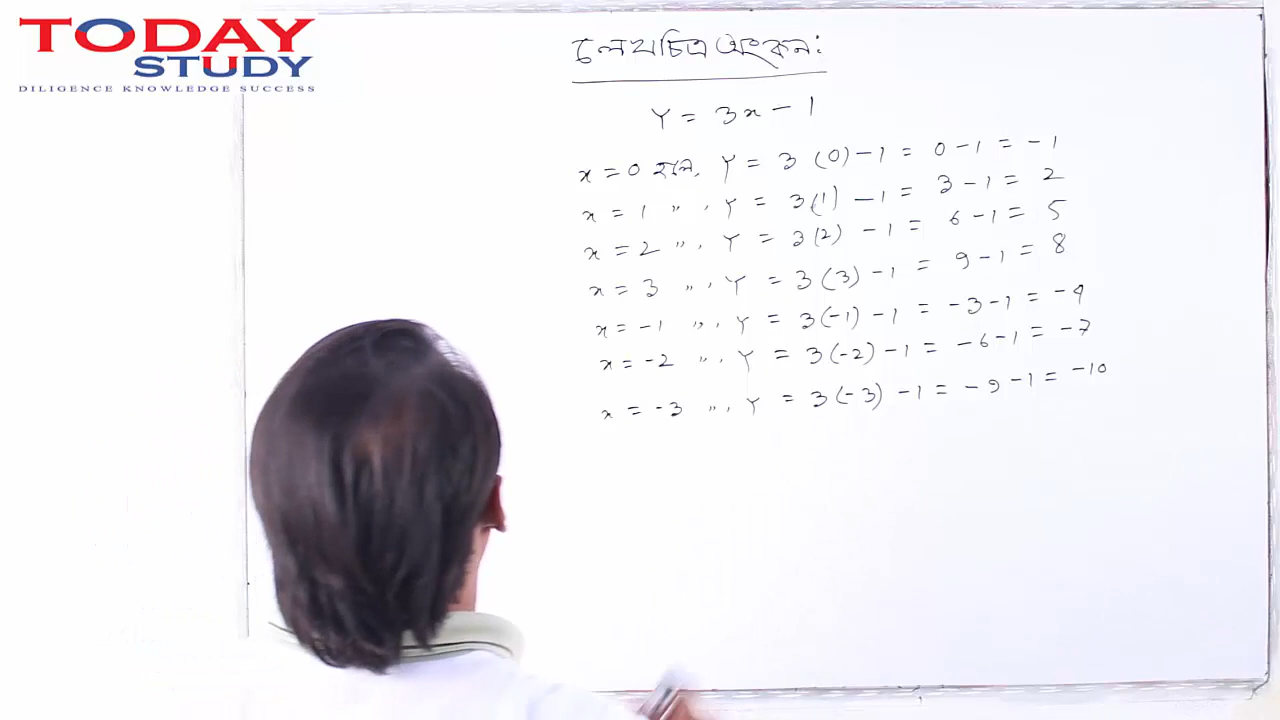 TODAY
STUDY
DILIGENCE KNOWLEDGE SUCCESS
লেখচিত্র অংকন:
Y = 3x - 1
x = 0 হলে, Y = 3 (0) - 1 = 0 - 1 = - 1
x = 1 ", Y = 3(1) - 1 = 3 - 1 = 2
x = 2 ", Y = 3(2) - 1 = 6 - 1 = 5
x = 3 ", Y = 3(3) - 1 = 9 - 1 = 8
x = -1 ", Y = 3(-1) - 1 = -3 - 1 = -4
x = -2 ", Y = 3(-2) - 1 = -6 - 1 = -7
x = -3 ", Y = 3(-3) - 1 = -9 - 1 = -10